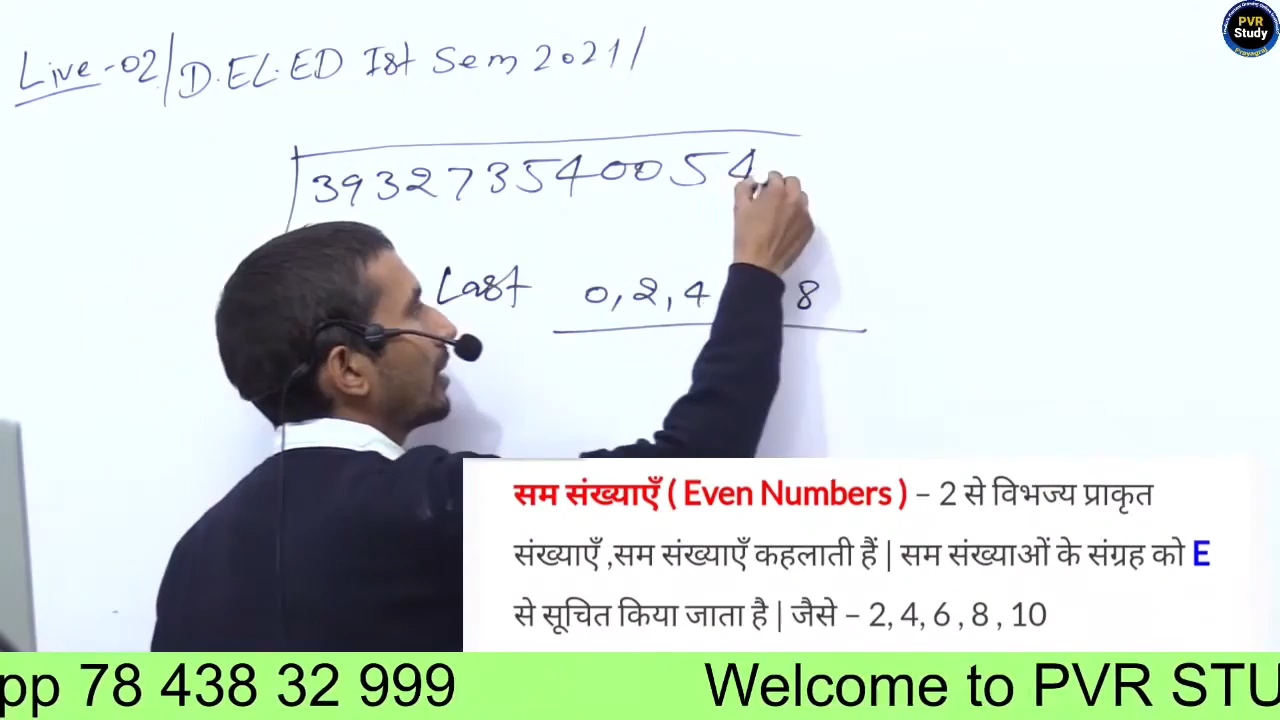 PVR
Study
Prayagraj
Live-02/D.EL.ED Ist Sem 2021/
393273540054
Last 0, 2, 4 8
सम संख्याएँ ( Even Numbers ) – 2 से विभज्य प्राकृत
संख्याएँ ,सम संख्याएँ कहलाती हैं | सम संख्याओं के संग्रह को E
से सूचित किया जाता है | जैसे – 2, 4, 6 , 8 , 10
pp 78 438 32 999 Welcome to PVR STU